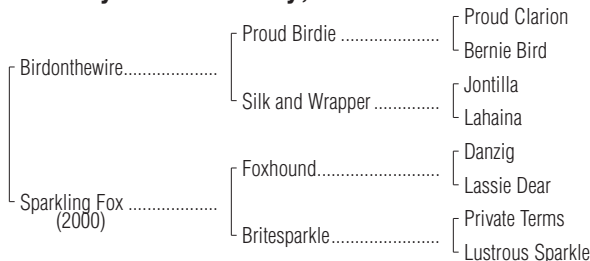 Proud Clarion
Proud Birdie ..................
Bernie Bird
Birdonthewire....................
Jontilla
Silk and Wrapper..............
Lahaina
Danzig
Foxhound..........................
Lassie Dear
Sparkling Fox ...................
(2000)
Private Terms
Britesparkle.......................
Lustrous Sparkle